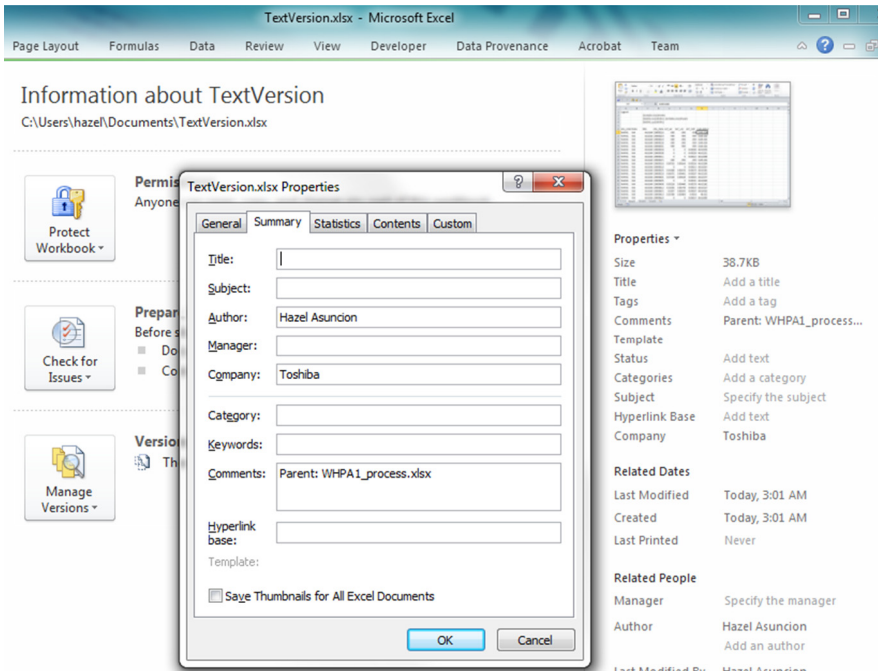 TextVersion.xlsx - Microsoft Excel
Page Layout Formulas Data Review View Developer Data Provenance Acrobat Team
Information about TextVersion
C:\Users\hazel\Documents\TextVersion.xlsx
Protect
Workbook
Permis
Anyone
Check for
Issues
Prepar
Before s
Do
Co
Manage
Versions
Versio
Th
TextVersion.xlsx Properties
General Summary Statistics Contents Custom
Title:
Subject:
Author: Hazel Asuncion
Manager:
Company: Toshiba
Category:
Keywords:
Comments: Parent: WHPA1_process.xlsx
Hyperlink
base:
Template:
Save Thumbnails for All Excel Documents
OK Cancel
Properties
Size 38.7KB
Title Add a title
Tags Add a tag
Comments Parent: WHPA1_process...
Template
Status Add text
Categories Add a category
Subject Specify the subject
Hyperlink Base Add text
Company Toshiba
Related Dates
Last Modified Today, 3:01 AM
Created Today, 3:01 AM
Last Printed Never
Related People
Manager Specify the manager
Author Hazel Asuncion
Add an author
Last Modified By Hazel Asuncion